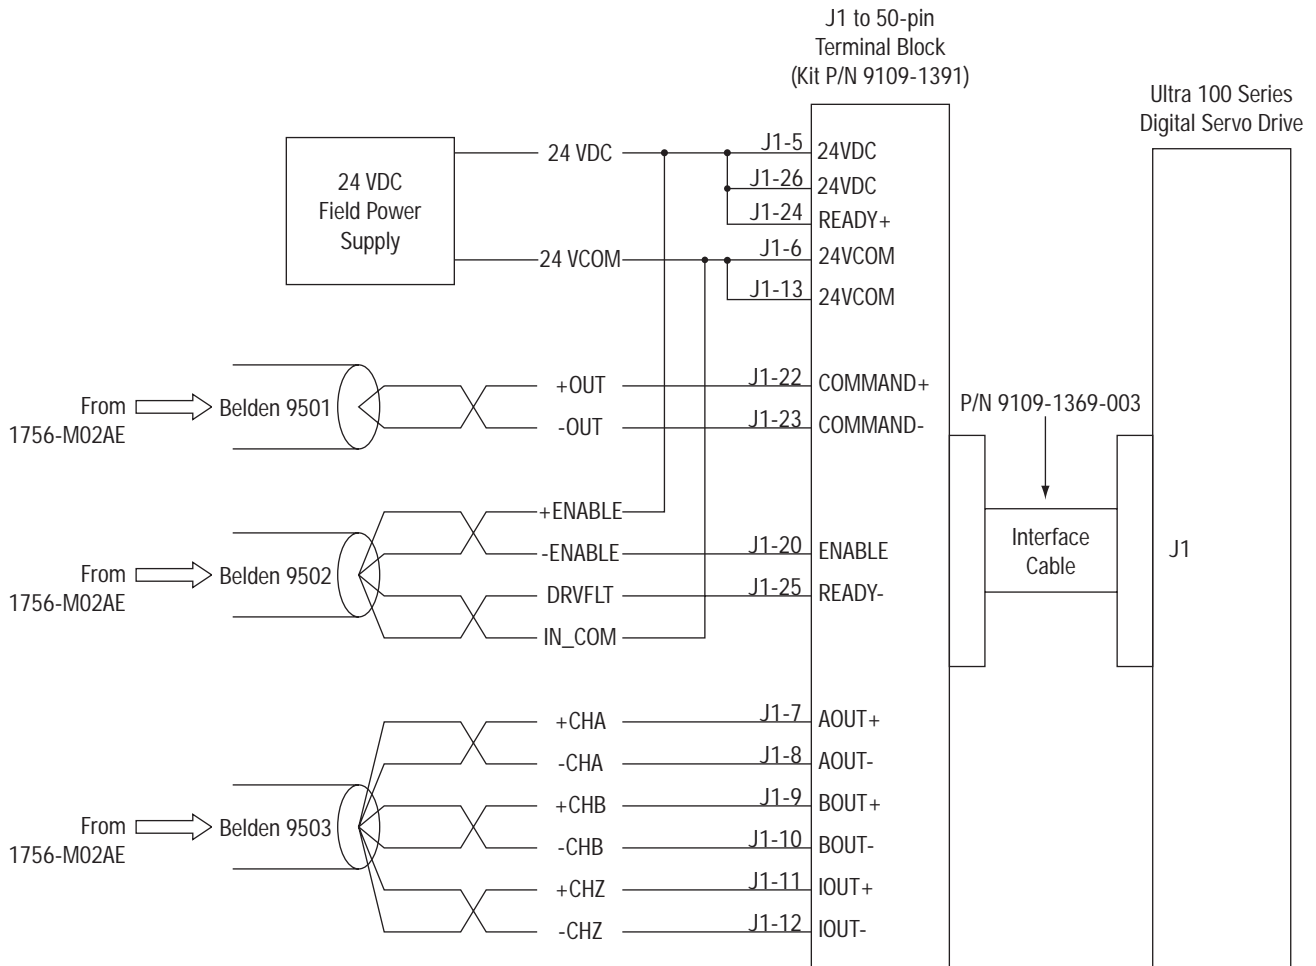 J1 to 50-pin
Terminal Block
(Kit P/N 9109-1391)
Ultra 100 Series
Digital Servo Drive
24 VDC
Field Power
Supply
24 VDC
J1-5
24VDC
J1-26
24VDC
J1-24
READY+
24 VCOM
J1-6
24VCOM
J1-13
24VCOM
From
1756-M02AE
Belden 9501
+OUT
J1-22
COMMAND+
-OUT
J1-23
COMMAND-
P/N 9109-1369-003
From
1756-M02AE
Belden 9502
+ENABLE
-ENABLE
J1-20
ENABLE
DRVFLT
J1-25
READY-
IN_COM
Interface
Cable
J1
From
1756-M02AE
Belden 9503
+CHA
J1-7
AOUT+
-CHA
J1-8
AOUT-
+CHB
J1-9
BOUT+
-CHB
J1-10
BOUT-
+CHZ
J1-11
IOUT+
-CHZ
J1-12
IOUT-